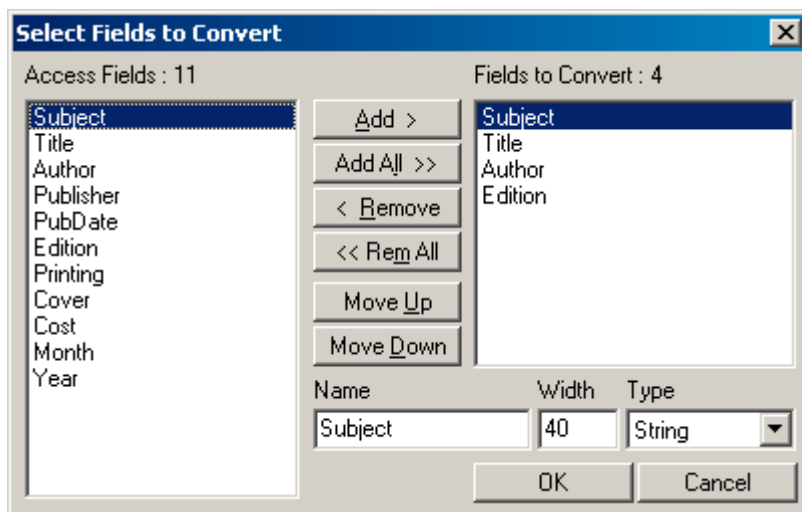 Select Fields to Convert
Access Fields : 11
Subject
Title
Author
Publisher
PubDate
Edition
Printing
Cover
Cost
Month
Year
Add >
Add All >>
< Remove
<< Rem All
Move Up
Move Down
Fields to Convert : 4
Subject
Title
Author
Edition
Name Width Type
Subject 40 String
OK Cancel